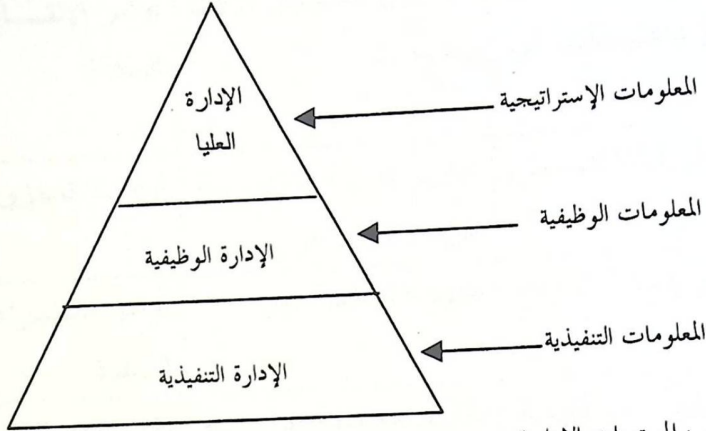 الإدارة
العليا
المعلومات الإستراتيجية
الإدارة الوظيفية
المعلومات الوظيفية
الإدارة التنفيذية
المعلومات التنفيذية